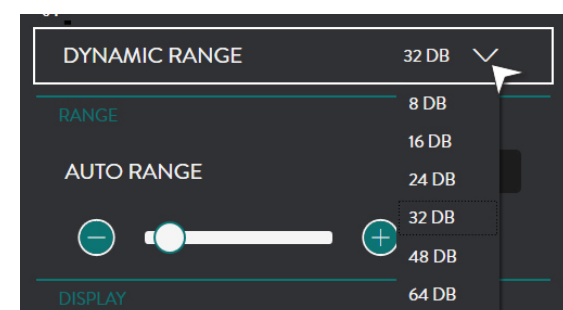 DYNAMIC RANGE 32 DB
8 DB
RANGE
16 DB
AUTO RANGE
24 DB
32 DB
48 DB
DISPLAY
64 DB